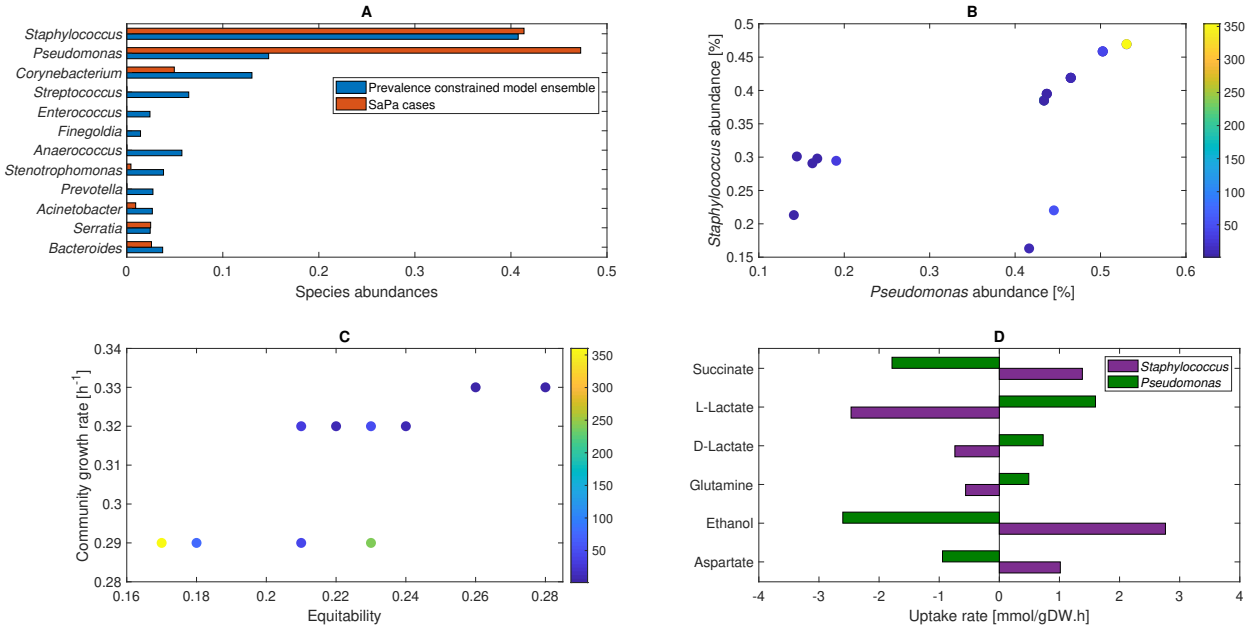 A
Staphylococcus
Pseudomonas
Corynebacterium
Streptococcus
Enterococcus
Finegoldia
Anaerococcus
Stenotrophomonas
Prevotella
Acinetobacter
Serratia
Bacteroides
Prevalence constrained model ensemble
SaPa cases
0 0.1 0.2 0.3 0.4 0.5
Species abundances
B
0.5
0.45
0.4
0.35
0.3
0.25
0.2
0.15
Staphylococcus abundance [%]
0.1 0.2 0.3 0.4 0.5 0.6
Pseudomonas abundance [%]
350
300
250
200
150
100
50
C
0.34
0.33
0.32
0.31
0.3
0.29
0.28
Community growth rate [h-1]
0.16 0.18 0.2 0.22 0.24 0.26 0.28
Equitability
350
300
250
200
150
100
50
D
Succinate
L-Lactate
D-Lactate
Glutamine
Ethanol
Aspartate
Staphylococcus
Pseudomonas
-4 -3 -2 -1 0 1 2 3 4
Uptake rate [mmol/gDW.h]